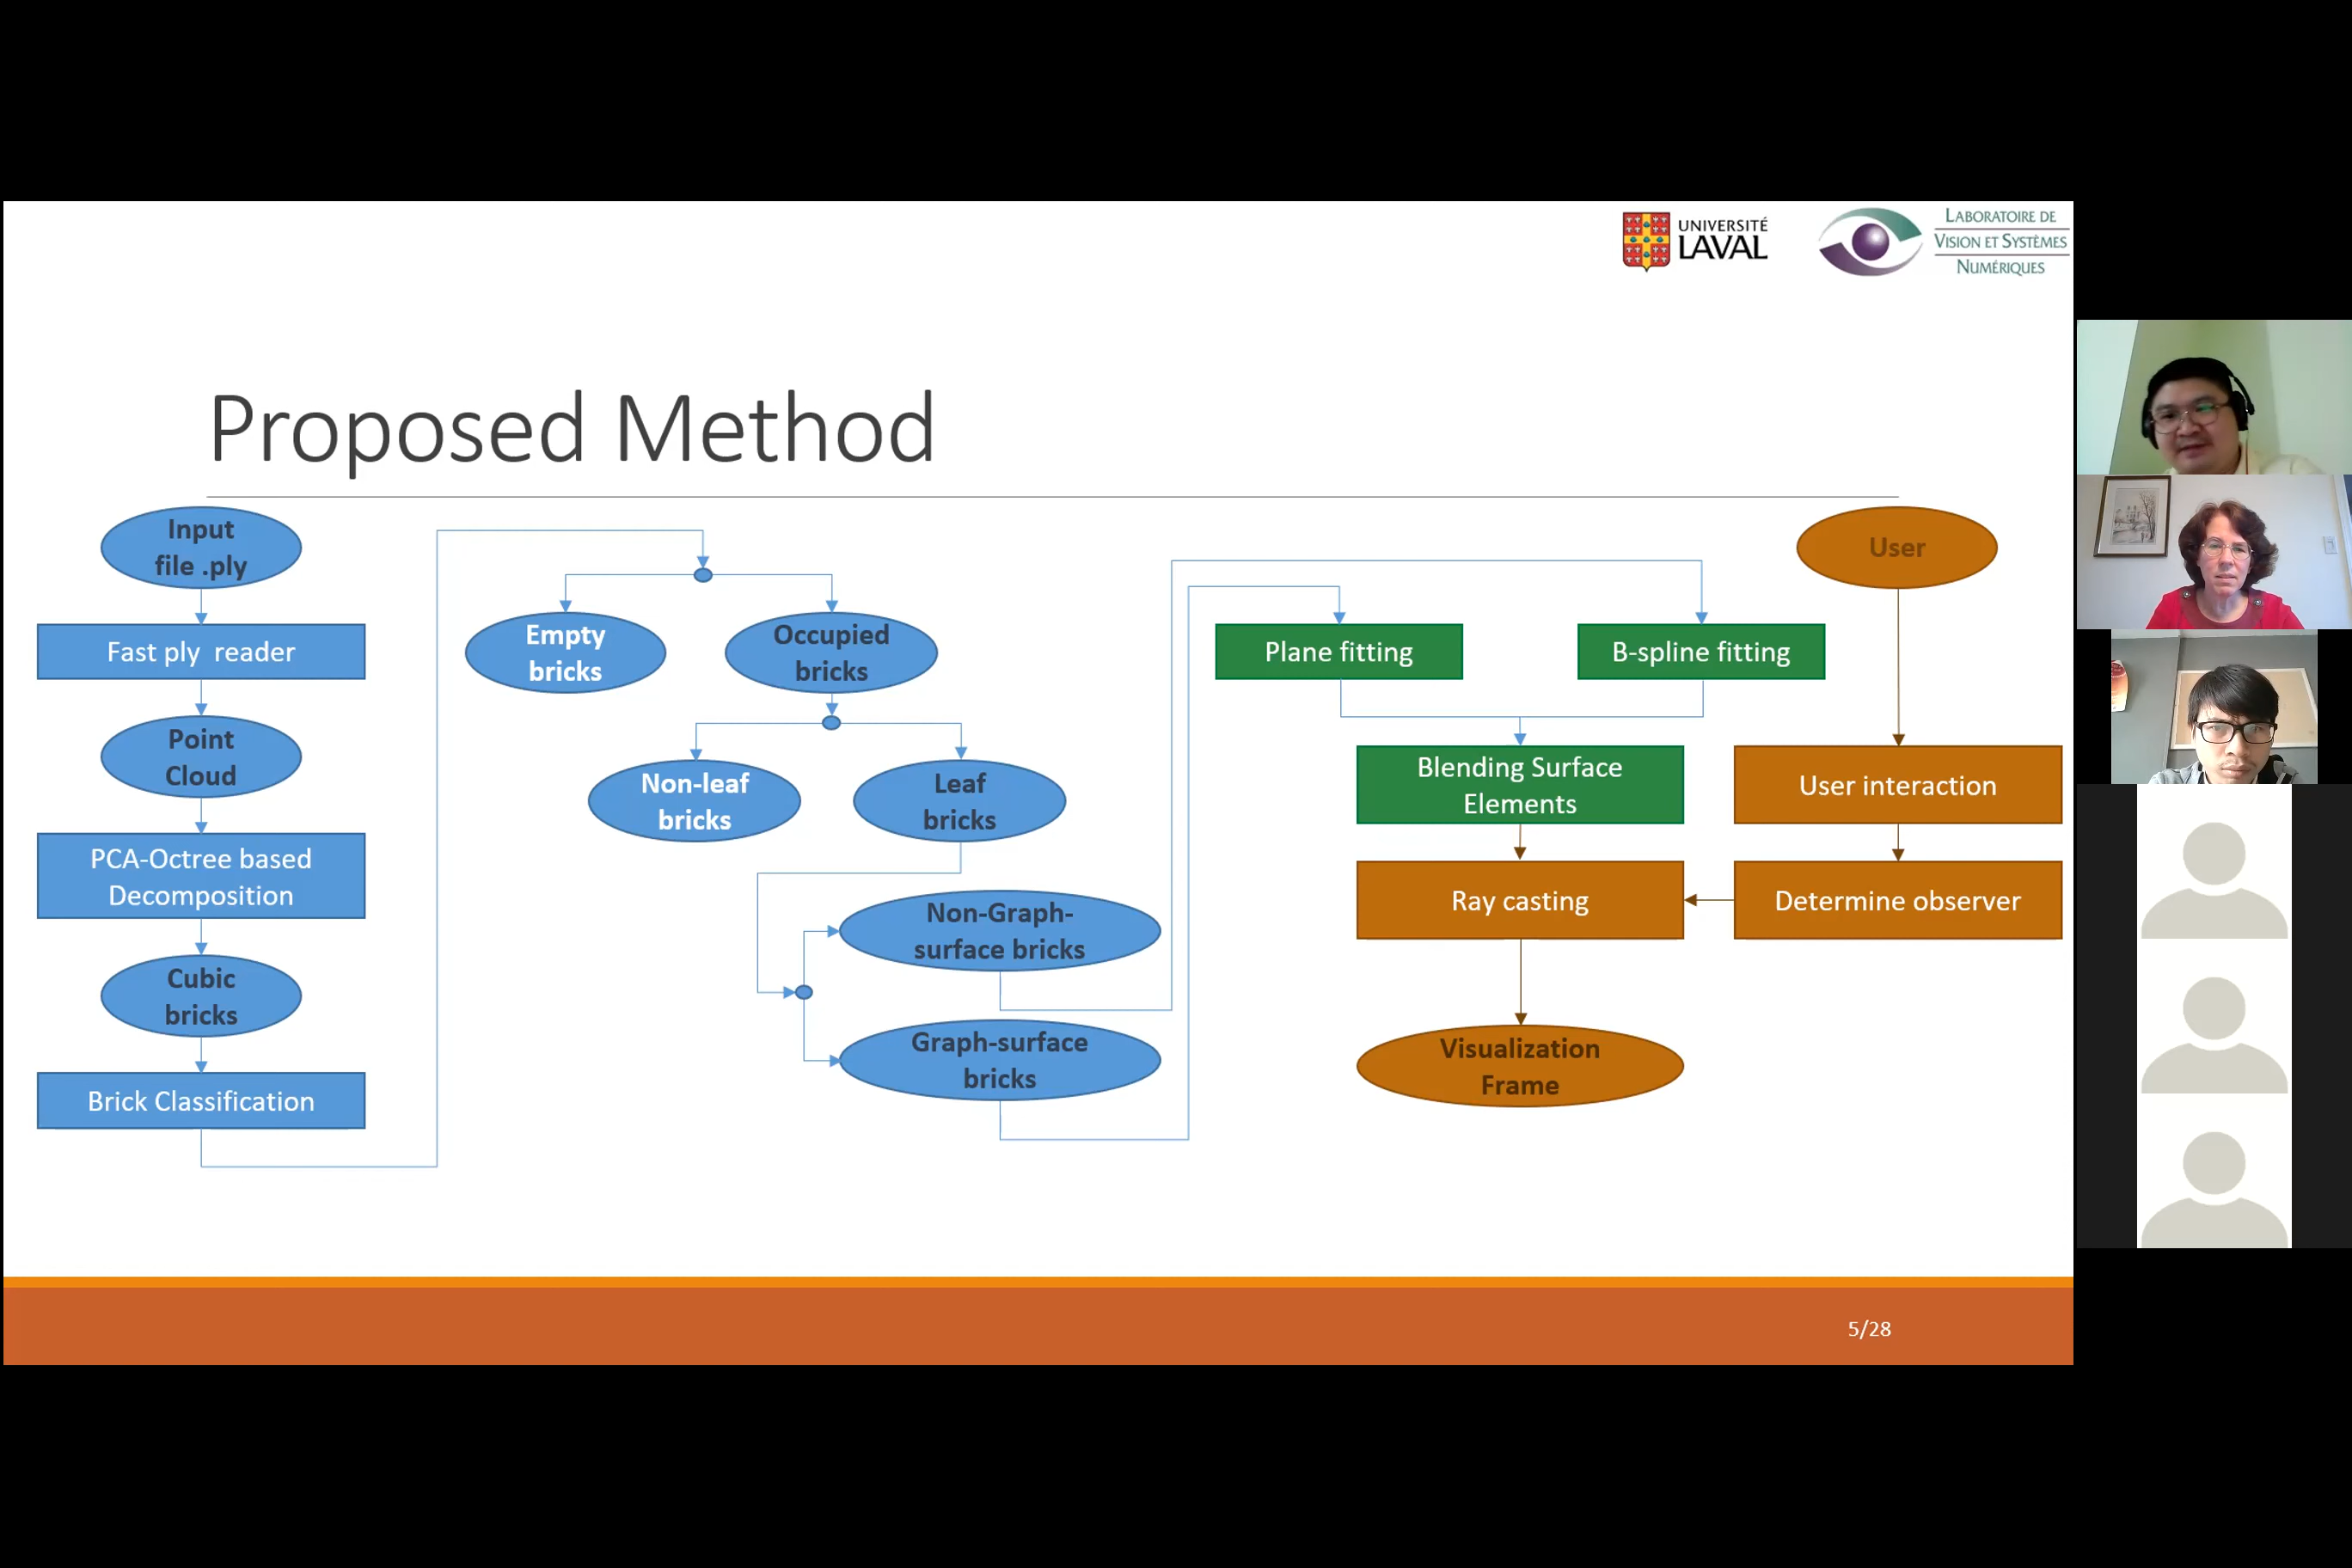 UNIVERSITÉ
LAVAL
LABORATOIRE DE
VISION ET SYSTÈMES
NUMÉRIQUES
Proposed Method
Input
file .ply
Fast ply reader
Point
Cloud
PCA-Octree based
Decomposition
Cubic
bricks
Brick Classification
Empty
bricks
Occupied
bricks
Non-leaf
bricks
Leaf
bricks
Non-Graph-
surface bricks
Graph-surface
bricks
Plane fitting
B-spline fitting
Blending Surface
Elements
Ray casting
Visualization
Frame
User
User interaction
Determine observer
5/28